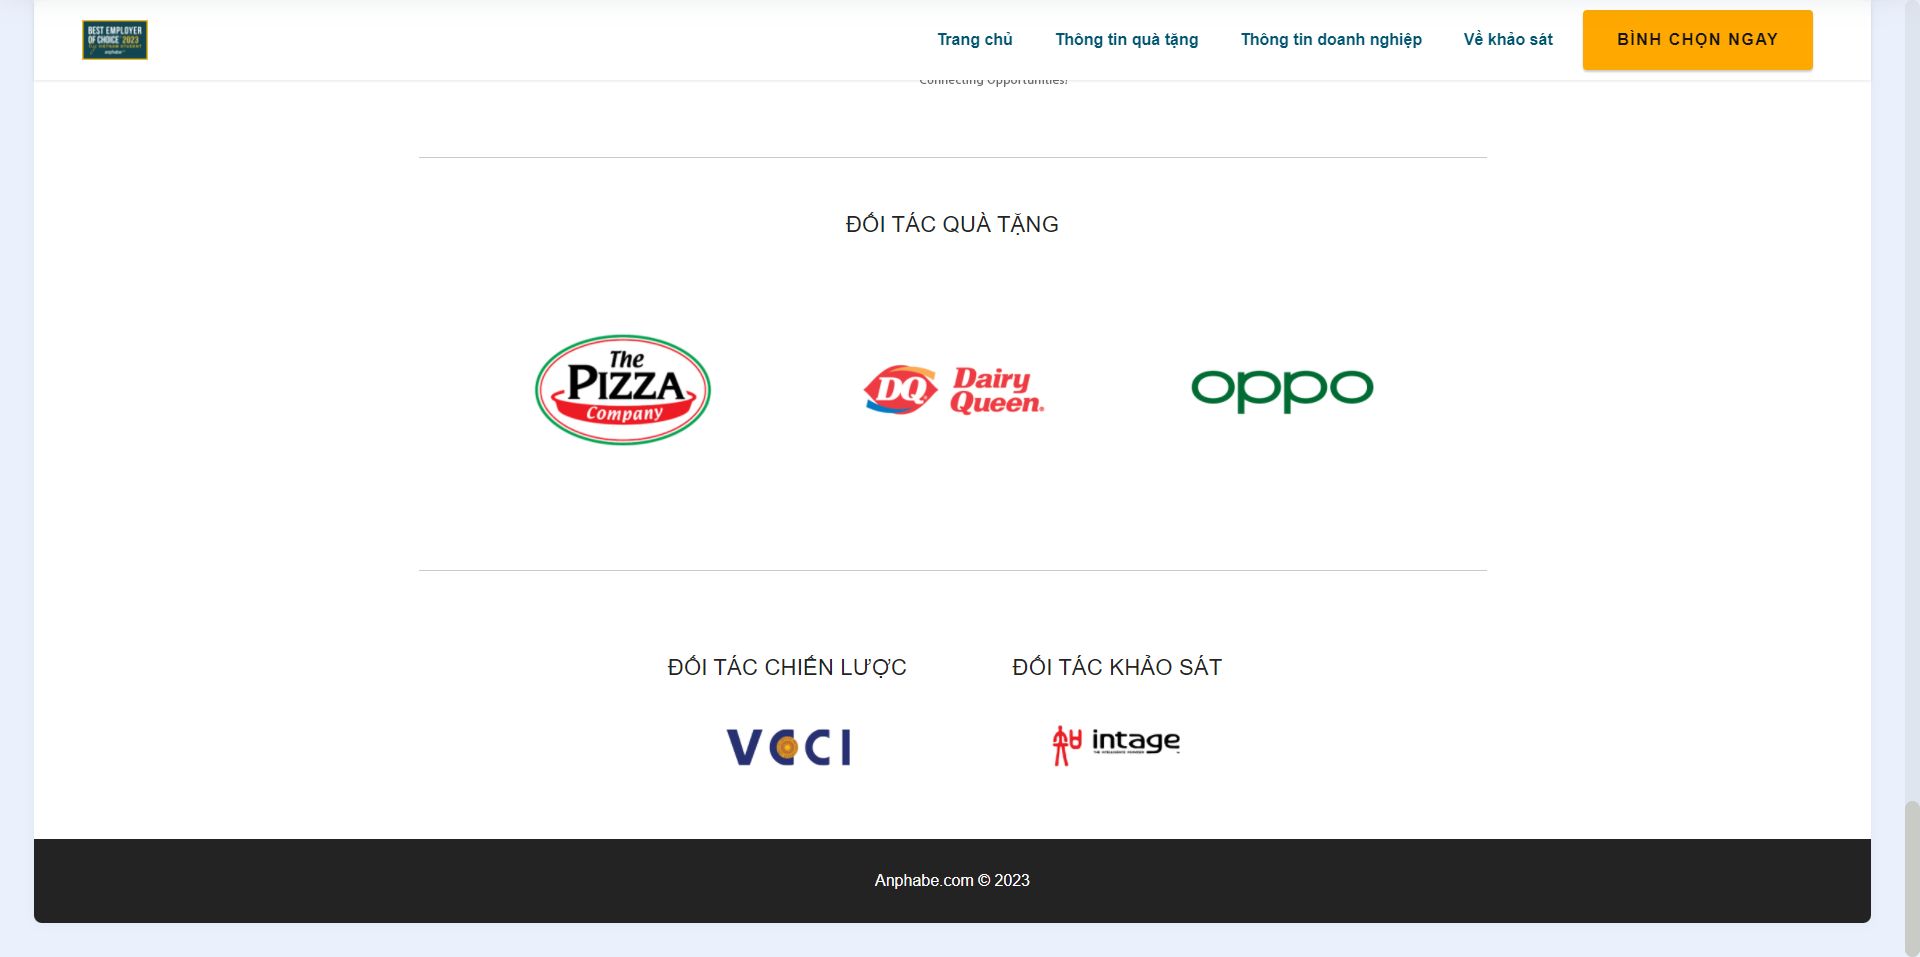 BEST EMPLOYER
OF CHOICE 2023
anphabe
Trang chủ
Thông tin quà tặng
Thông tin doanh nghiệp
Về khảo sát
BÌNH CHỌN NGAY
Connecting Opportunities!
ĐỐI TÁC QUÀ TẶNG
The
PIZZA
Company
DQ
Dairy
Queen
oppo
ĐỐI TÁC CHIẾN LƯỢC
ĐỐI TÁC KHẢO SÁT
VCCI
intage
Anphabe.com © 2023